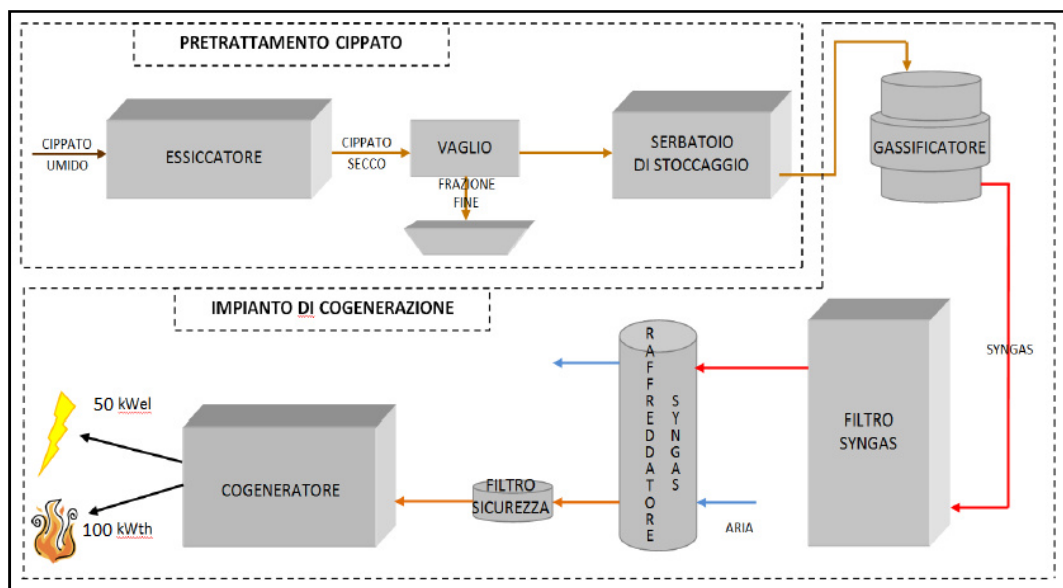 PRETRATTAMENTO CIPPATO
CIPPATO
UMIDO
ESSICCATORE
CIPPATO
SECCO
VAGLIO
FRAZIONE
FINE
SERBATOIO
DI STOCCAGGIO
GASSIFICATORE
SYNGAS
IMPIANTO DI COGENERAZIONE
50 kWel
100 kWth
COGENERATORE
FILTRO
SICUREZZA
RAFFREDDATORE
SYNGAS
ARIA
FILTRO
SYNGAS